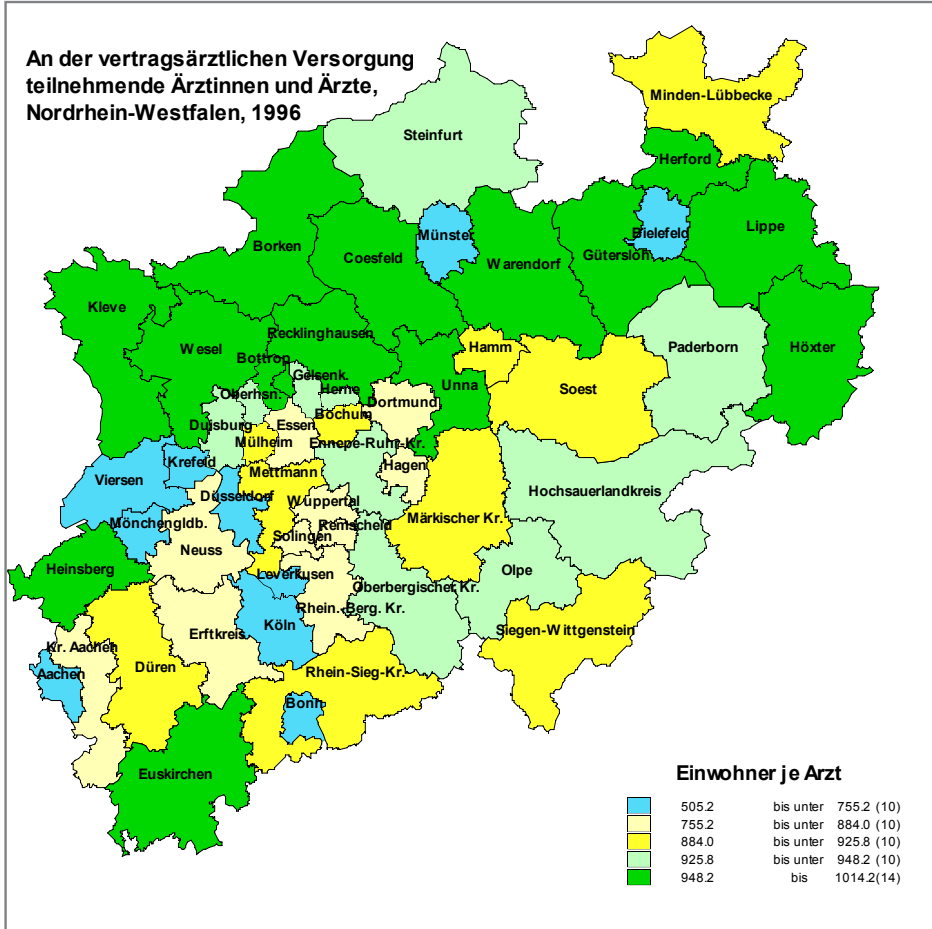 An der vertragsärztlichen Versorgung
teilnehmende Ärztinnen und Ärzte,
Nordrhein-Westfalen, 1996
Minden-Lübbecke
Steinfurt
Herford
Lippe
Bielefeld
Münster
Borken
Coesfeld
Warendorf
Gütersloh
Kleve
Recklinghausen
Wesel
Bottrop
Hamm
Paderborn
Höxter
Gelsenk.
Unna
Soest
Oberhsn.
Herne
Dortmund
Bochum
Duisburg
Essen
Mülheim
Ennepe-Ruhr-Kr.
Krefeld
Hagen
Viersen
Mettmann
Hochsauerlandkreis
Düsseldorf
Wuppertal
Mönchengldb.
Remscheid
Märkischer Kr.
Solingen
Neuss
Heinsberg
Leverkusen
Olpe
Oberbergischer Kr.
Rhein.-Berg. Kr.
Köln
Erftkreis
Siegen-Wittgenstein
Kr. Aachen
Düren
Aachen
Rhein-Sieg-Kr.
Bonn
Euskirchen
Einwohner je Arzt
505.2 bis unter 755.2 (10)
755.2 bis unter 884.0 (10)
884.0 bis unter 925.8 (10)
925.8 bis unter 948.2 (10)
948.2 bis 1014.2(14)